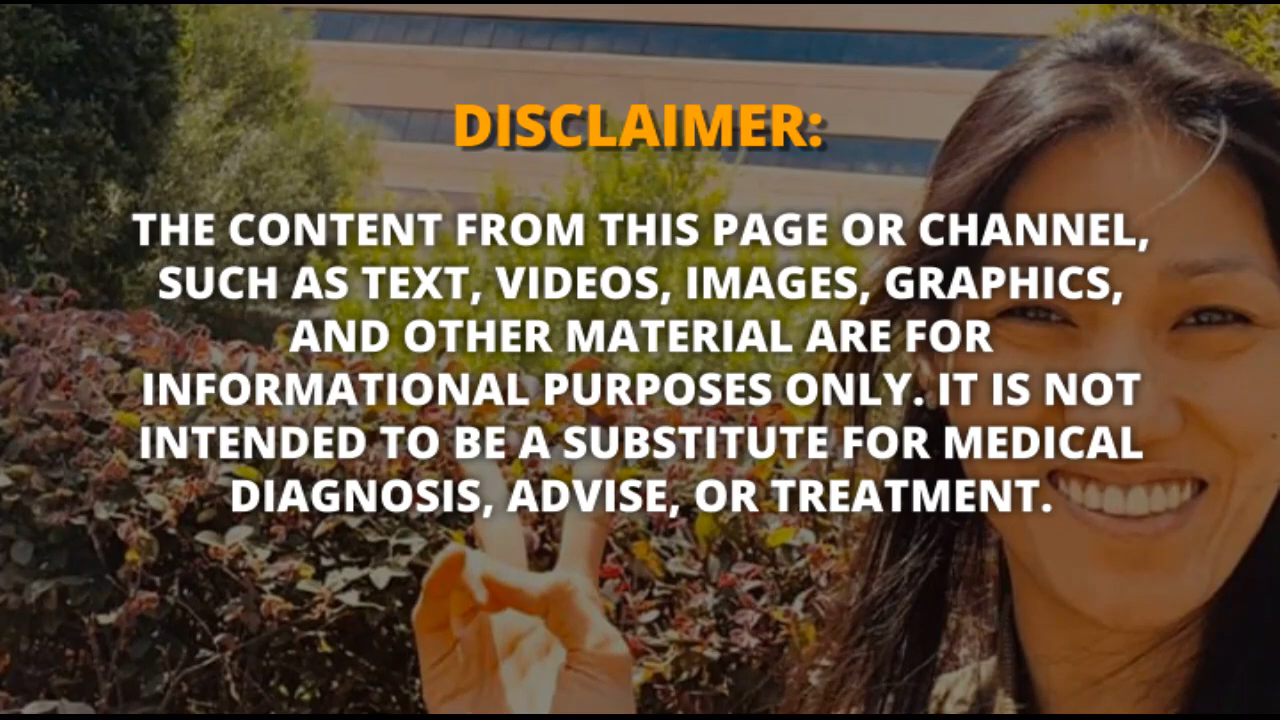 DISCLAIMER:
THE CONTENT FROM THIS PAGE OR CHANNEL,
SUCH AS TEXT, VIDEOS, IMAGES, GRAPHICS,
AND OTHER MATERIAL ARE FOR
INFORMATIONAL PURPOSES ONLY. IT IS NOT
INTENDED TO BE A SUBSTITUTE FOR MEDICAL
DIAGNOSIS, ADVISE, OR TREATMENT.